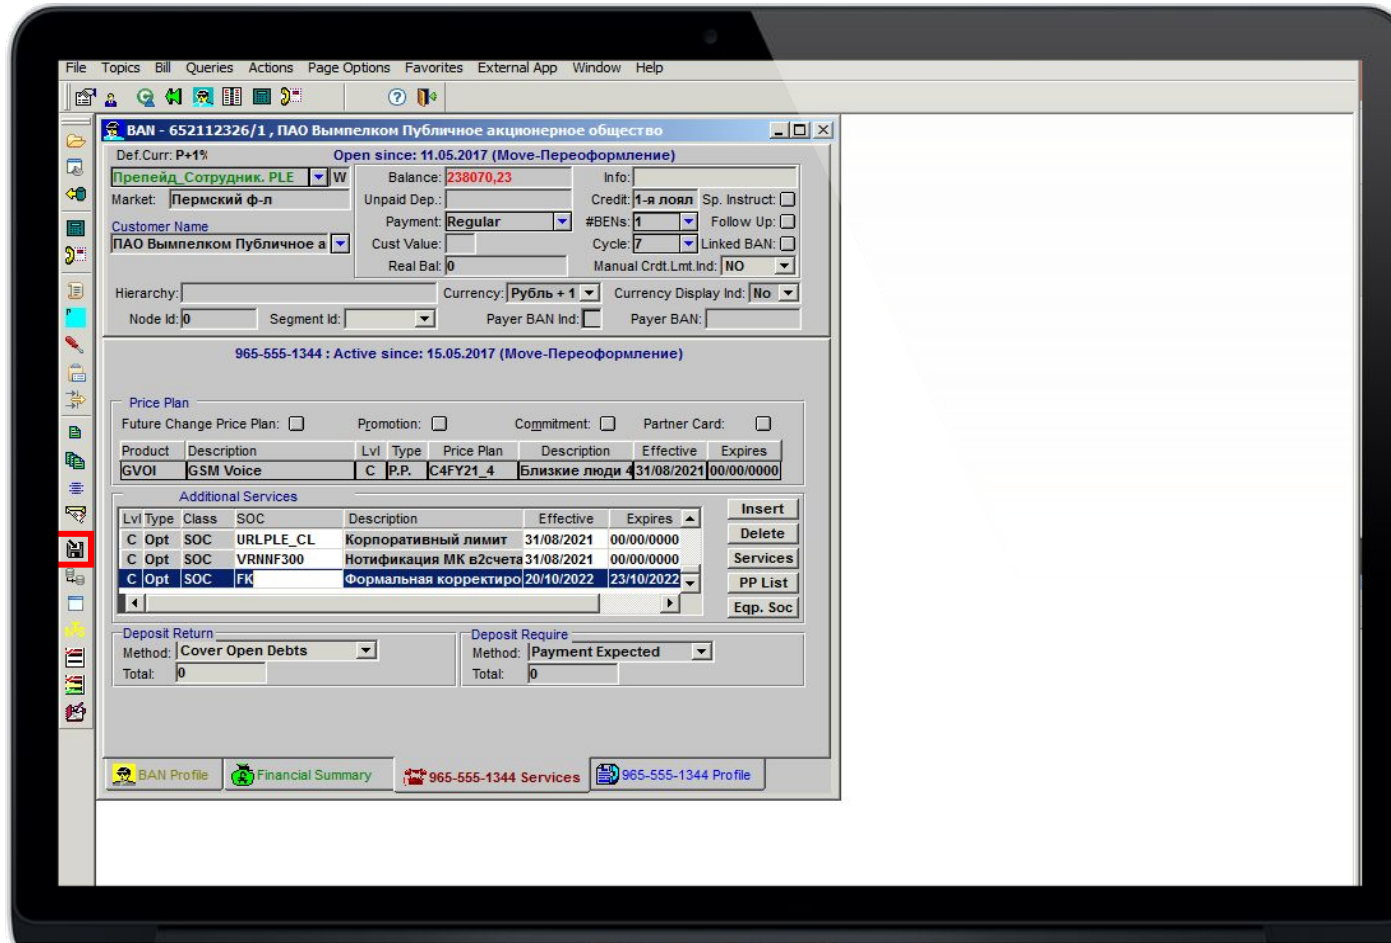 File Topics Bill Queries Actions Page Options Favorites External App Window Help
BAN - 652112326/1 , ПАО Вымпелком Публичное акционерное общество
Def.Curr: P+1% Open since: 11.05.2017 (Move-Переоформление)
Препейд_Сотрудник. PLE W Balance: 238070,23 Info:
Market: Пермский ф-л Unpaid Dep.: Credit: 1-я лоял Sp. Instruct:
Payment: Regular #BENs: 1 Follow Up:
Customer Name
ПАО Вымпелком Публичное а Cust Value: Cycle: 7 Linked BAN:
Real Bal: 0 Manual Crdt.Lmt.Ind: NO
Hierarchy: Currency: Рубль + 1 Currency Display Ind: No
Node Id: 0 Segment Id: Payer BAN Ind: Payer BAN:
965-555-1344 : Active since: 15.05.2017 (Move-Переоформление)
Price Plan
Future Change Price Plan: Promotion: Commitment: Partner Card:
Product Description Lvl Type Price Plan Description Effective Expires
GVOI GSM Voice C P.P. C4FY21_4 Близкие люди 4 31/08/2021 00/00/0000
Additional Services
Lvl Type Class SOC Description Effective Expires
C Opt SOC URLPLE_CL Корпоративный лимит 31/08/2021 00/00/0000
C Opt SOC VRNNF300 Нотификация МК в2счета 31/08/2021 00/00/0000
C Opt SOC FK Формальная корректиро 20/10/2022 23/10/2022
Insert
Delete
Services
PP List
Eqp. Soc
Deposit Return
Method: Cover Open Debts
Total: 0
Deposit Require
Method: Payment Expected
Total: 0
BAN Profile Financial Summary 965-555-1344 Services 965-555-1344 Profile